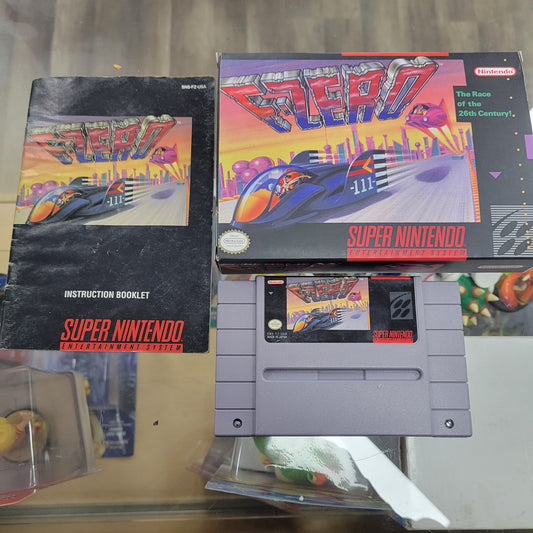 SNS-FZ-USA
F-ZERO
111
INSTRUCTION BOOKLET
SUPER NINTENDO
ENTERTAINMENT SYSTEM
F-ZERO
Nintendo
The Race
of the
26th Century!
111
SUPER NINTENDO
ENTERTAINMENT SYSTEM
F-ZERO
SUPER NINTENDO
MADE IN JAPAN